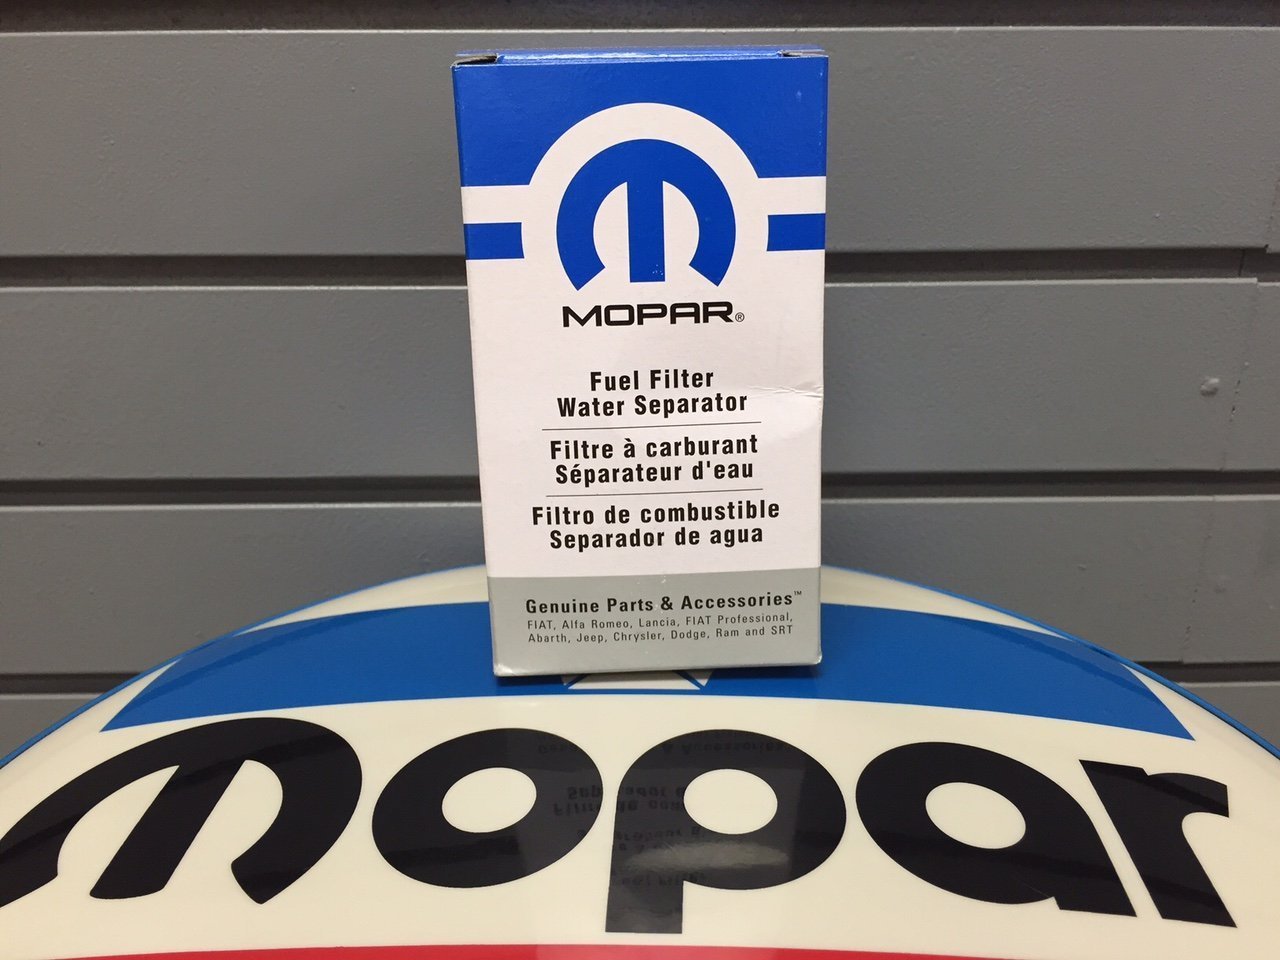 MOPAR®
Fuel Filter
Water Separator
Filtre à carburant
Séparateur d'eau
Filtro de combustible
Separador de agua
Genuine Parts & Accessories™
FIAT, Alfa Romeo, Lancia, FIAT Professional,
Abarth, Jeep, Chrysler, Dodge, Ram and SRT
mopar